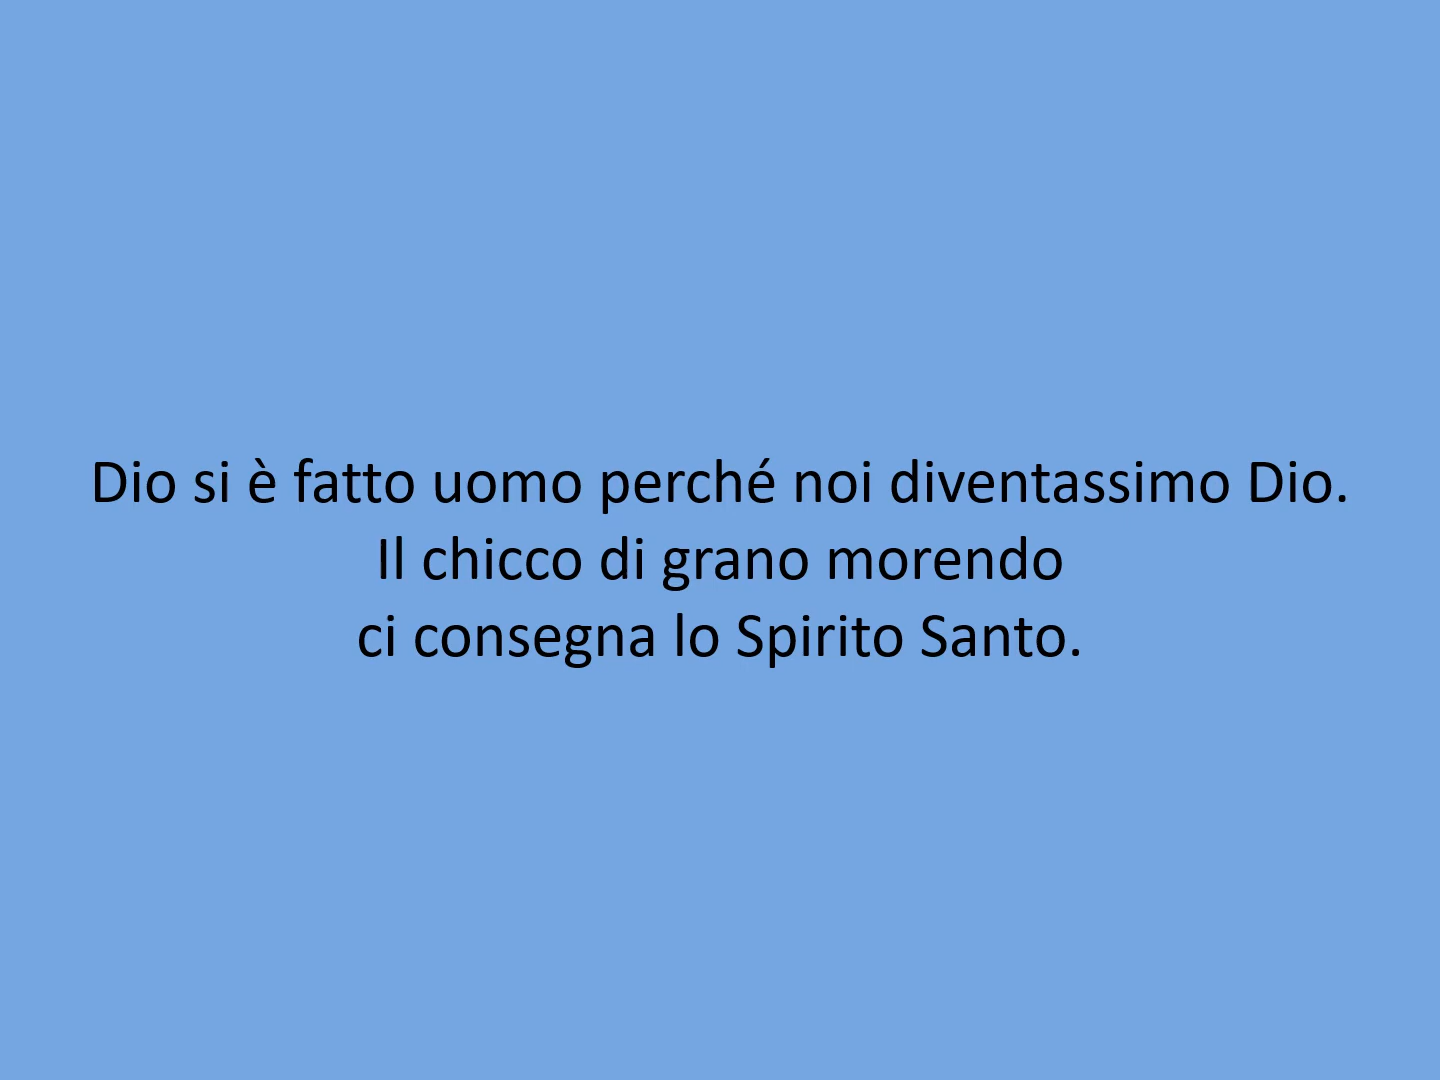 Dio si è fatto uomo perché noi diventassimo Dio.
Il chicco di grano morendo
ci consegna lo Spirito Santo.